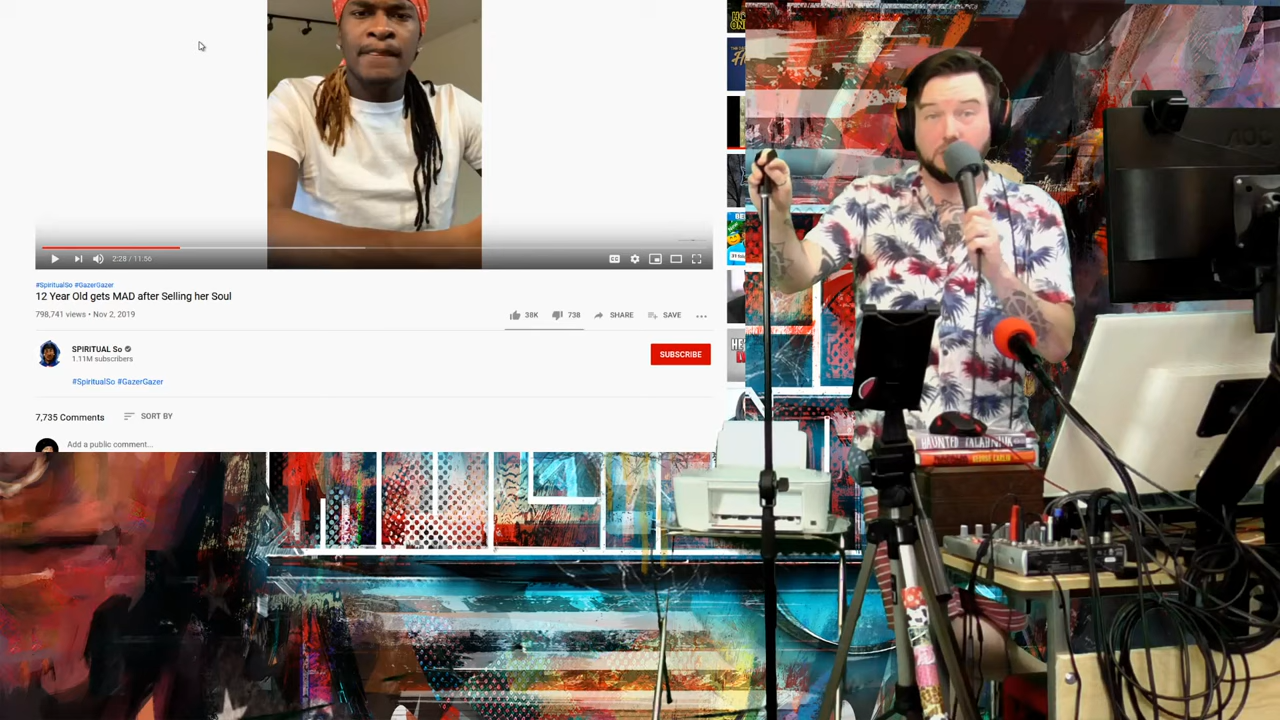 2:28 / 11:56
#SpiritualSo #GazerGazer
12 Year Old gets MAD after Selling her Soul
798,741 views • Nov 2, 2019
38K
738
SHARE
SAVE
SPIRITUAL So
1.11M subscribers
SUBSCRIBE
#SpiritualSo #GazerGazer
7,735 Comments
SORT BY
Add a public comment...
HAUNTED
GEORGE CARLIN